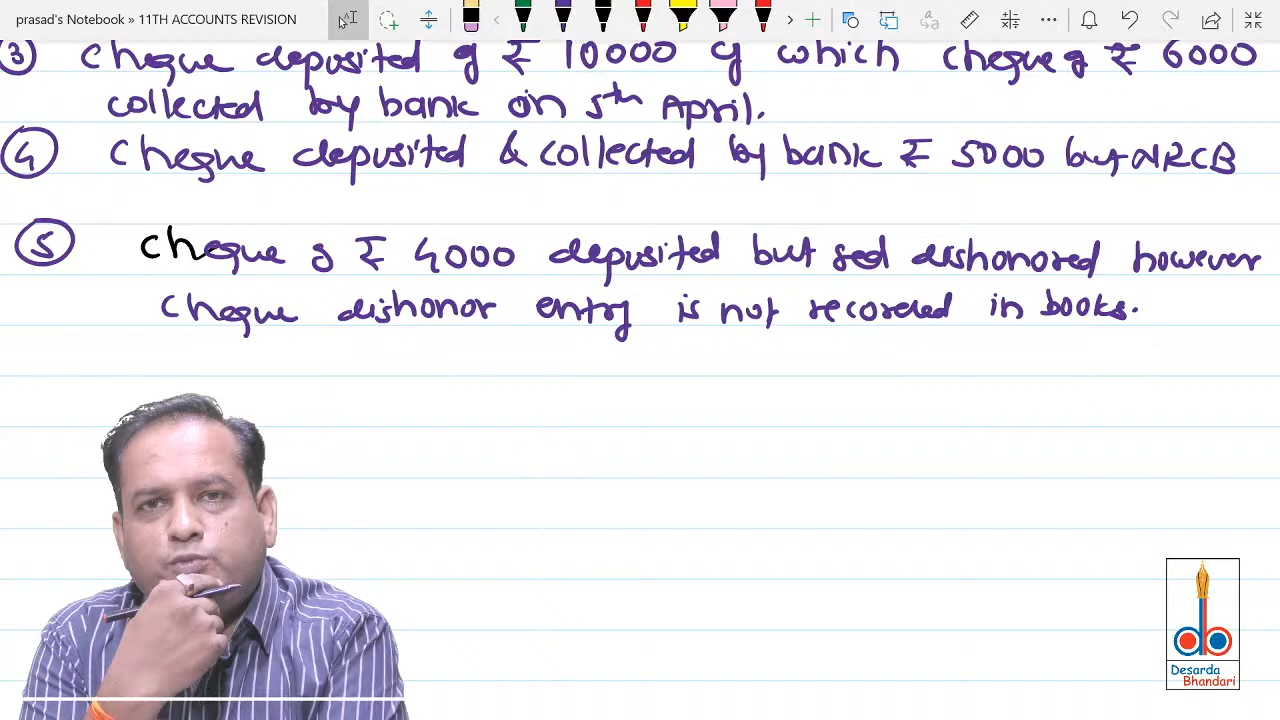 prasad's Notebook » 11TH ACCOUNTS REVISION
③ cheque deposited of ₹ 10000 of which cheque of ₹ 6000
collected by bank on 5th April.
④ cheque deposited & collected by bank ₹ 5000 but NRCB
⑤ cheque of ₹ 4000 deposited but dishonored however
cheque dishonor entry is not recorded in books.
Desarda
Bhandari